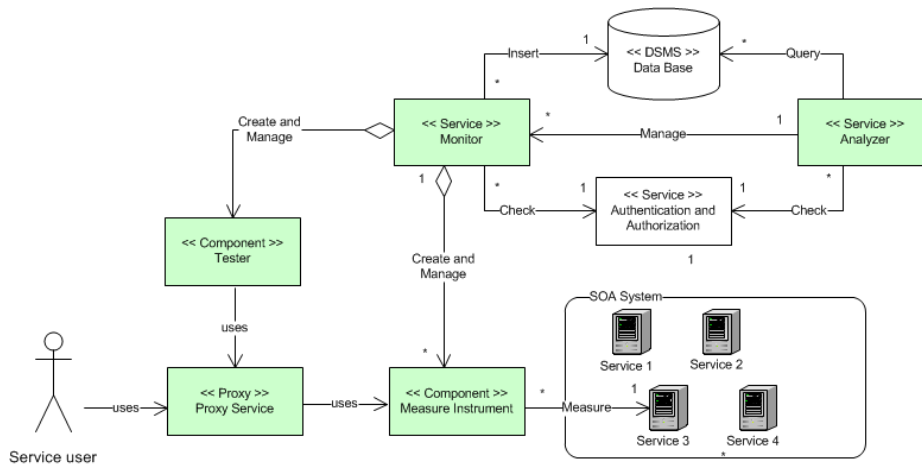 1
<< DSMS >>
Data Base
*
Insert
Query
*
Create and
Manage
<< Service >>
Monitor
*
Manage
1
<< Service >>
Analyzer
1
*
1
<< Service >>
Authentication and
Authorization
1
*
Check
Check
1
<< Component >>
Tester
Create and
Manage
uses
SOA System
Service 1
Service 2
*
<< Proxy >>
Proxy Service
<< Component >>
Measure Instrument
*
1
uses
uses
Measure
Service 3
Service 4
*
Service user